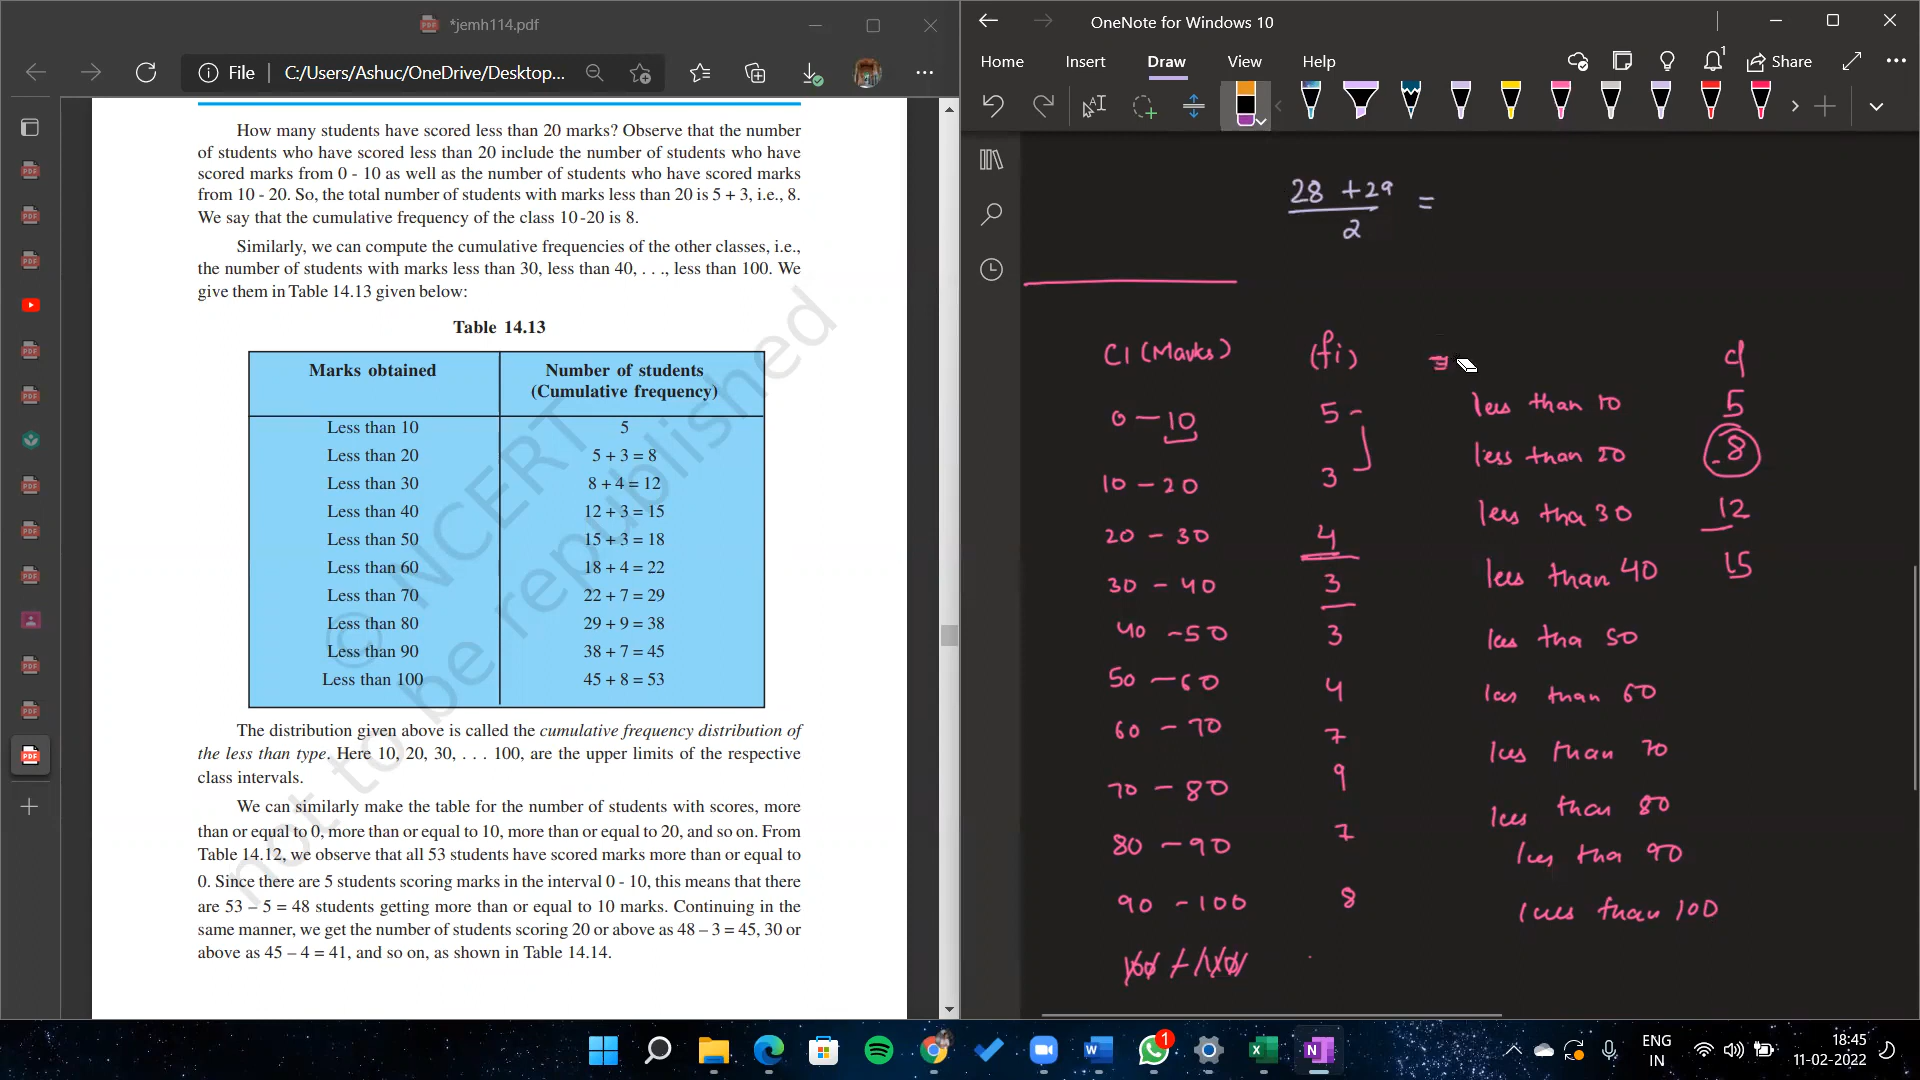 *jemh114.pdf
File | C:/Users/Ashuc/OneDrive/Desktop...
How many students have scored less than 20 marks? Observe that the number
of students who have scored less than 20 include the number of students who have
scored marks from 0 - 10 as well as the number of students who have scored marks
from 10 - 20. So, the total number of students with marks less than 20 is 5 + 3, i.e., 8.
We say that the cumulative frequency of the class 10-20 is 8.
Similarly, we can compute the cumulative frequencies of the other classes, i.e.,
the number of students with marks less than 30, less than 40, . . ., less than 100. We
give them in Table 14.13 given below:
Table 14.13
Marks obtained Number of students
(Cumulative frequency)
Less than 10 5
Less than 20 5 + 3 = 8
Less than 30 8 + 4 = 12
Less than 40 12 + 3 = 15
Less than 50 15 + 3 = 18
Less than 60 18 + 4 = 22
Less than 70 22 + 7 = 29
Less than 80 29 + 9 = 38
Less than 90 38 + 7 = 45
Less than 100 45 + 8 = 53
The distribution given above is called the cumulative frequency distribution of
the less than type. Here 10, 20, 30, . . . 100, are the upper limits of the respective
class intervals.
We can similarly make the table for the number of students with scores, more
than or equal to 0, more than or equal to 10, more than or equal to 20, and so on. From
Table 14.12, we observe that all 53 students have scored marks more than or equal to
0. Since there are 5 students scoring marks in the interval 0 - 10, this means that there
are 53 – 5 = 48 students getting more than or equal to 10 marks. Continuing in the
same manner, we get the number of students scoring 20 or above as 48 – 3 = 45, 30 or
above as 45 – 4 = 41, and so on, as shown in Table 14.14.
© NCERT
not to be republished
OneNote for Windows 10
Home Insert Draw View Help Share
28 + 29 =
2
CI (Marks) (fi) cf
0 – 10 5 less than 10 5
10 – 20 3 less than 20 8
20 – 30 4 less tha 30 12
30 – 40 3 less than 40 15
40 – 50 3 less tha 50
50 – 60 4 less than 60
60 – 70 7 less than 70
70 – 80 9 less than 80
80 – 90 7 less tha 90
90 – 100 8 less than 100
1
ENG
IN
18:45
11-02-2022